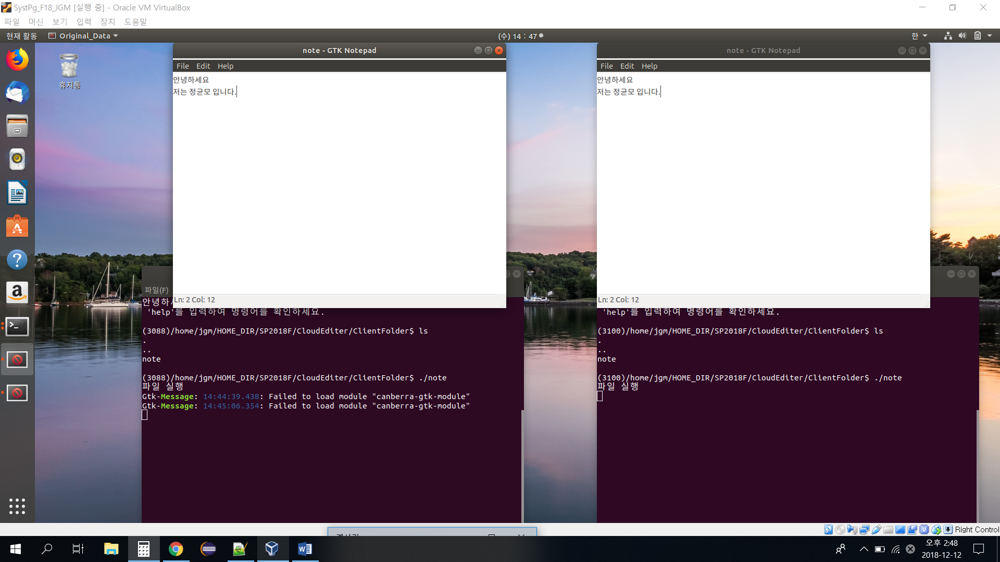 SystPg_F18_JGM [실행 중] - Oracle VM VirtualBox
파일 머신 보기 입력 장치 도움말
현재 활동 Original_Data (수) 14 : 47 한
휴지통
note - GTK Notepad
File Edit Help
안녕하세요
저는 정균모 입니다.
Ln: 2 Col: 12
파일(F)
안녕하
'help'를 입력하여 명령어를 확인하세요.
(3088)/home/jgm/HOME_DIR/SP2018F/CloudEditer/ClientFolder$ ls
.
..
note
(3088)/home/jgm/HOME_DIR/SP2018F/CloudEditer/ClientFolder$ ./note
파일 실행
Gtk-Message: 14:44:39.438: Failed to load module "canberra-gtk-module"
Gtk-Message: 14:45:06.354: Failed to load module "canberra-gtk-module"
note - GTK Notepad
File Edit Help
안녕하세요
저는 정균모 입니다.
Ln: 2 Col: 12
'help'를 입력하여 명령어를 확인하세요.
(3100)/home/jgm/HOME_DIR/SP2018F/CloudEditer/ClientFolder$ ls
.
..
note
(3100)/home/jgm/HOME_DIR/SP2018F/CloudEditer/ClientFolder$ ./note
파일 실행
Right Control
오후 2:48
2018-12-12